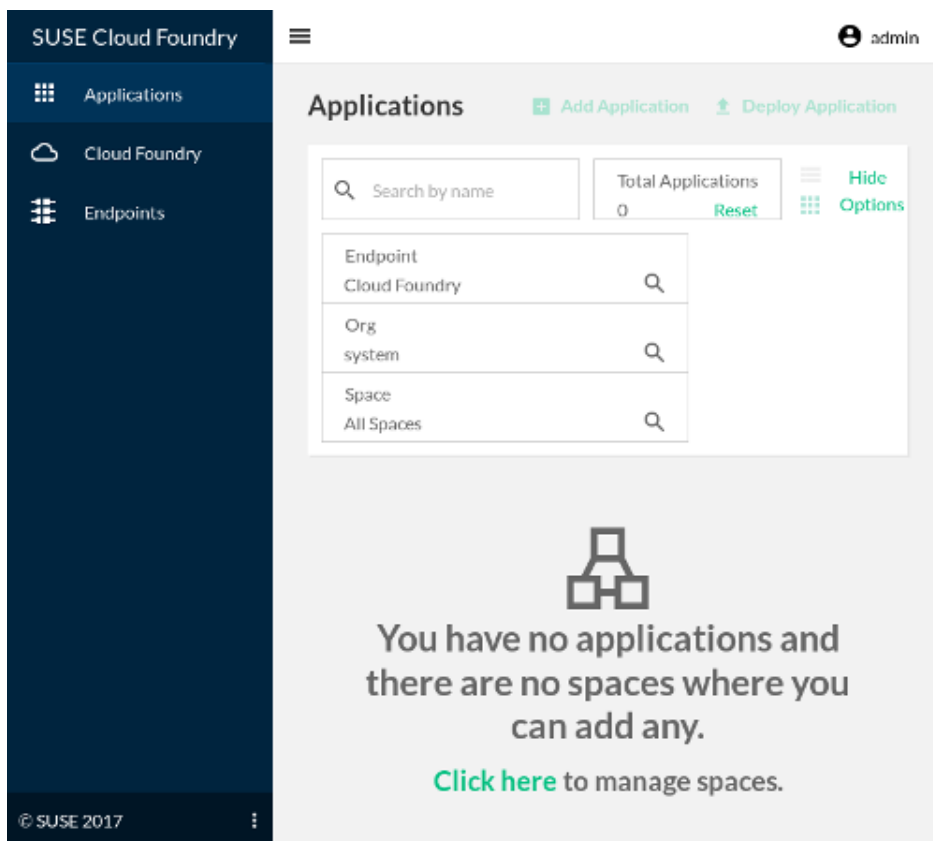 SUSE Cloud Foundry
admin
Applications
Cloud Foundry
Endpoints
Applications
Add Application
Deploy Application
Search by name
Total Applications
0
Reset
Hide
Options
Endpoint
Cloud Foundry
Org
system
Space
All Spaces
You have no applications and
there are no spaces where you
can add any.
Click here to manage spaces.
© SUSE 2017